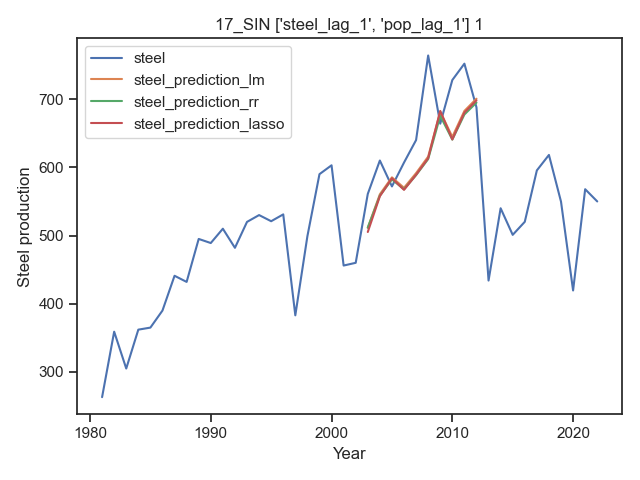 17_SIN ['steel_lag_1', 'pop_lag_1'] 1
steel
steel_prediction_lm
steel_prediction_rr
steel_prediction_lasso
Steel production
700
600
500
400
300
1980
1990
2000
2010
2020
Year